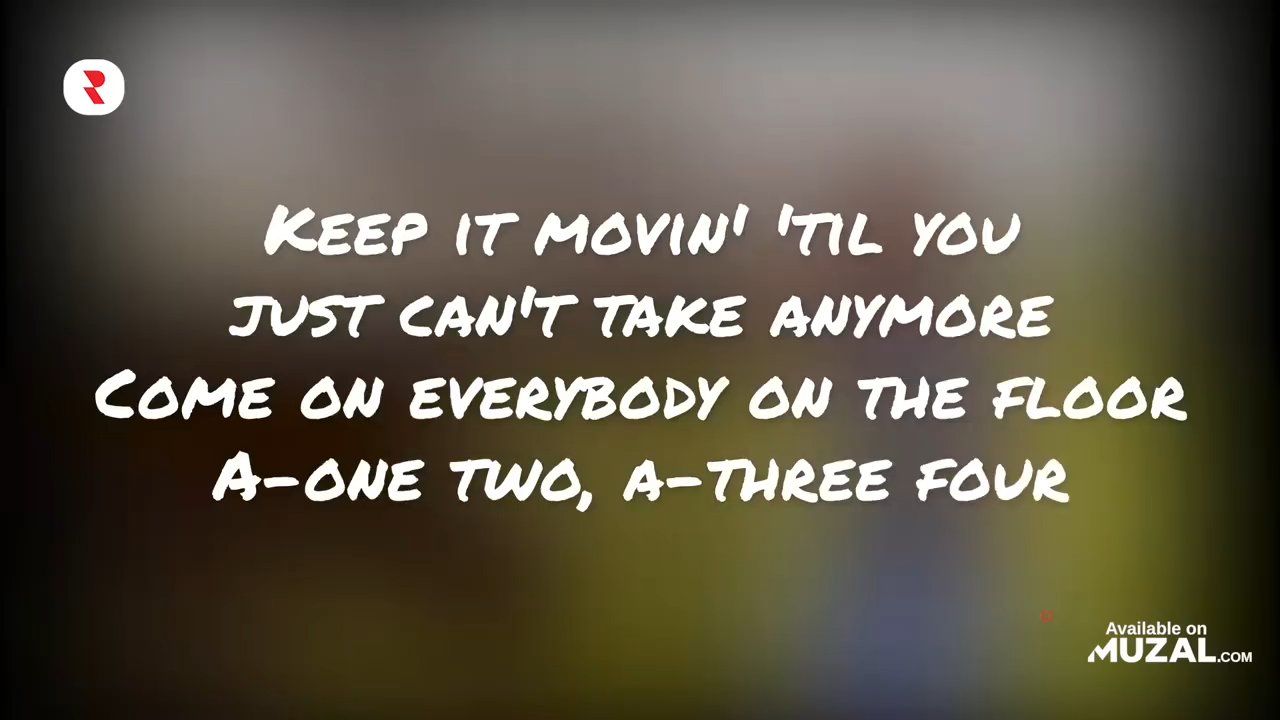 Keep it movin' 'til you
just can't take anymore
Come on everybody on the floor
A-one two, a-three four
Available on
MUZAL.COM